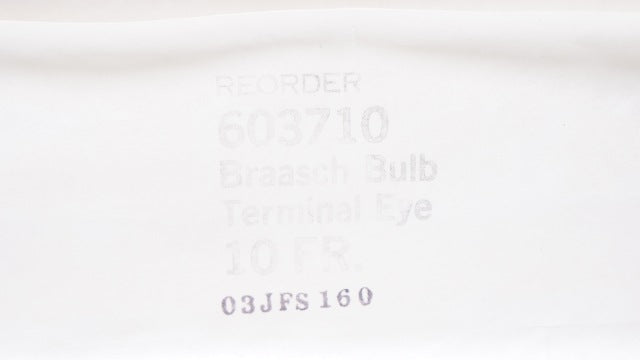 REORDER
603710
Braasch Bulb
Terminal Eye
10 FR.
03JFS160